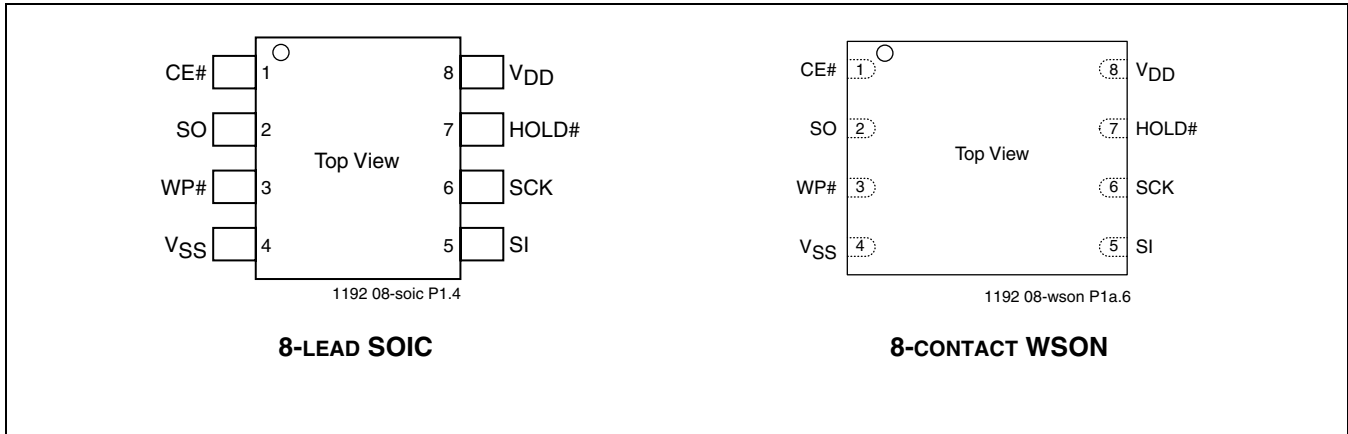 CE# 1 8 VDD
SO 2 7 HOLD#
Top View
WP# 3 6 SCK
VSS 4 5 SI
1192 08-soic P1.4
8-LEAD SOIC
CE# 1 8 VDD
SO 2 7 HOLD#
Top View
WP# 3 6 SCK
VSS 4 5 SI
1192 08-wson P1a.6
8-CONTACT WSON